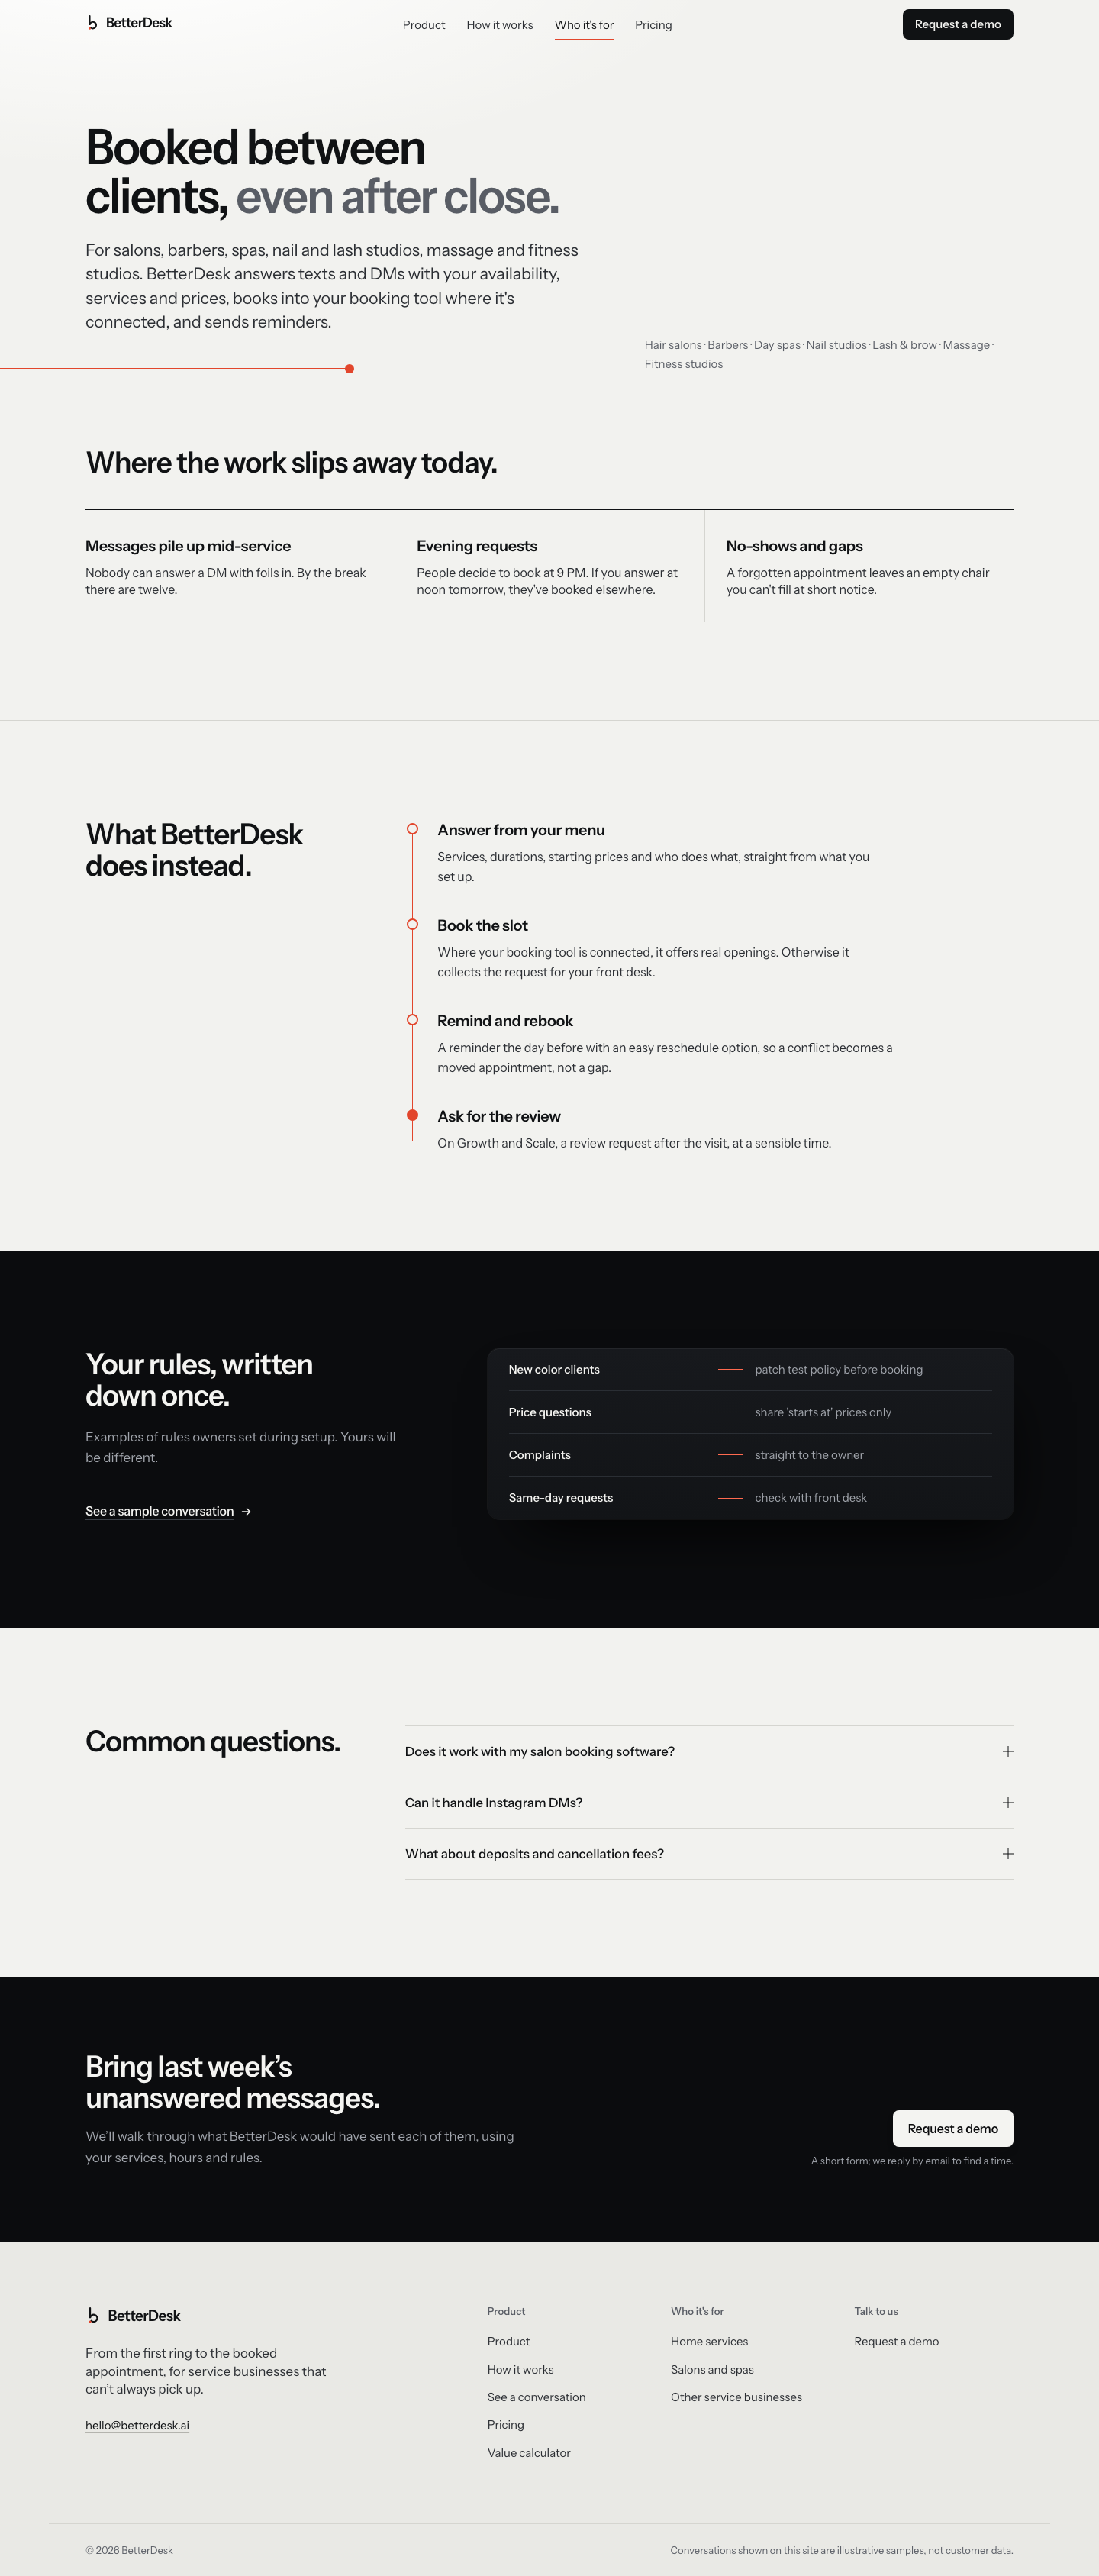 BetterDesk
Product
How it works
Who it's for
Pricing
Request a demo
Booked between
clients, even after close.
For salons, barbers, spas, nail and lash studios, massage and fitness
studios. BetterDesk answers texts and DMs with your availability,
services and prices, books into your booking tool where it's
connected, and sends reminders.
Hair salons · Barbers · Day spas · Nail studios · Lash & brow · Massage ·
Fitness studios
Where the work slips away today.
Messages pile up mid-service
Nobody can answer a DM with foils in. By the break
there are twelve.
Evening requests
People decide to book at 9 PM. If you answer at
noon tomorrow, they've booked elsewhere.
No-shows and gaps
A forgotten appointment leaves an empty chair
you can't fill at short notice.
What BetterDesk
does instead.
Answer from your menu
Services, durations, starting prices and who does what, straight from what you
set up.
Book the slot
Where your booking tool is connected, it offers real openings. Otherwise it
collects the request for your front desk.
Remind and rebook
A reminder the day before with an easy reschedule option, so a conflict becomes a
moved appointment, not a gap.
Ask for the review
On Growth and Scale, a review request after the visit, at a sensible time.
Your rules, written
down once.
Examples of rules owners set during setup. Yours will
be different.
See a sample conversation →
New color clients — patch test policy before booking
Price questions — share 'starts at' prices only
Complaints — straight to the owner
Same-day requests — check with front desk
Common questions.
Does it work with my salon booking software?
Can it handle Instagram DMs?
What about deposits and cancellation fees?
Bring last week's
unanswered messages.
We'll walk through what BetterDesk would have sent each of them, using
your services, hours and rules.
Request a demo
A short form; we reply by email to find a time.
BetterDesk
From the first ring to the booked
appointment, for service businesses that
can't always pick up.
hello@betterdesk.ai
Product
Product
How it works
See a conversation
Pricing
Value calculator
Who it's for
Home services
Salons and spas
Other service businesses
Talk to us
Request a demo
© 2026 BetterDesk
Conversations shown on this site are illustrative samples, not customer data.